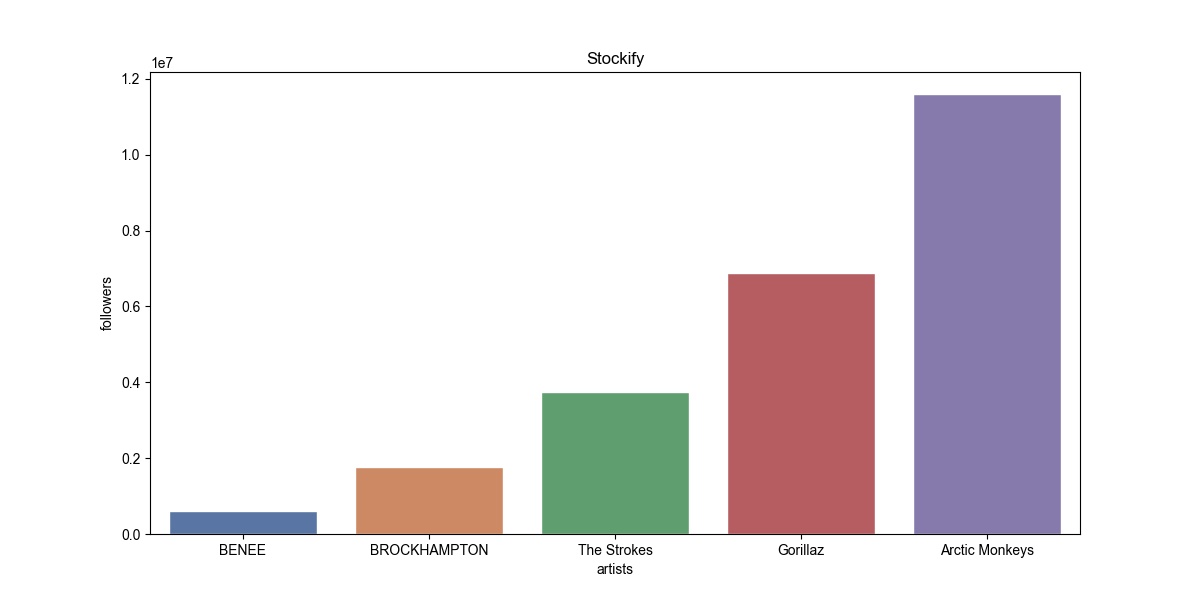 Stockify
1e7
1.2
1.0
0.8
0.6
0.4
0.2
0.0
followers
BENEE BROCKHAMPTON The Strokes Gorillaz Arctic Monkeys
artists